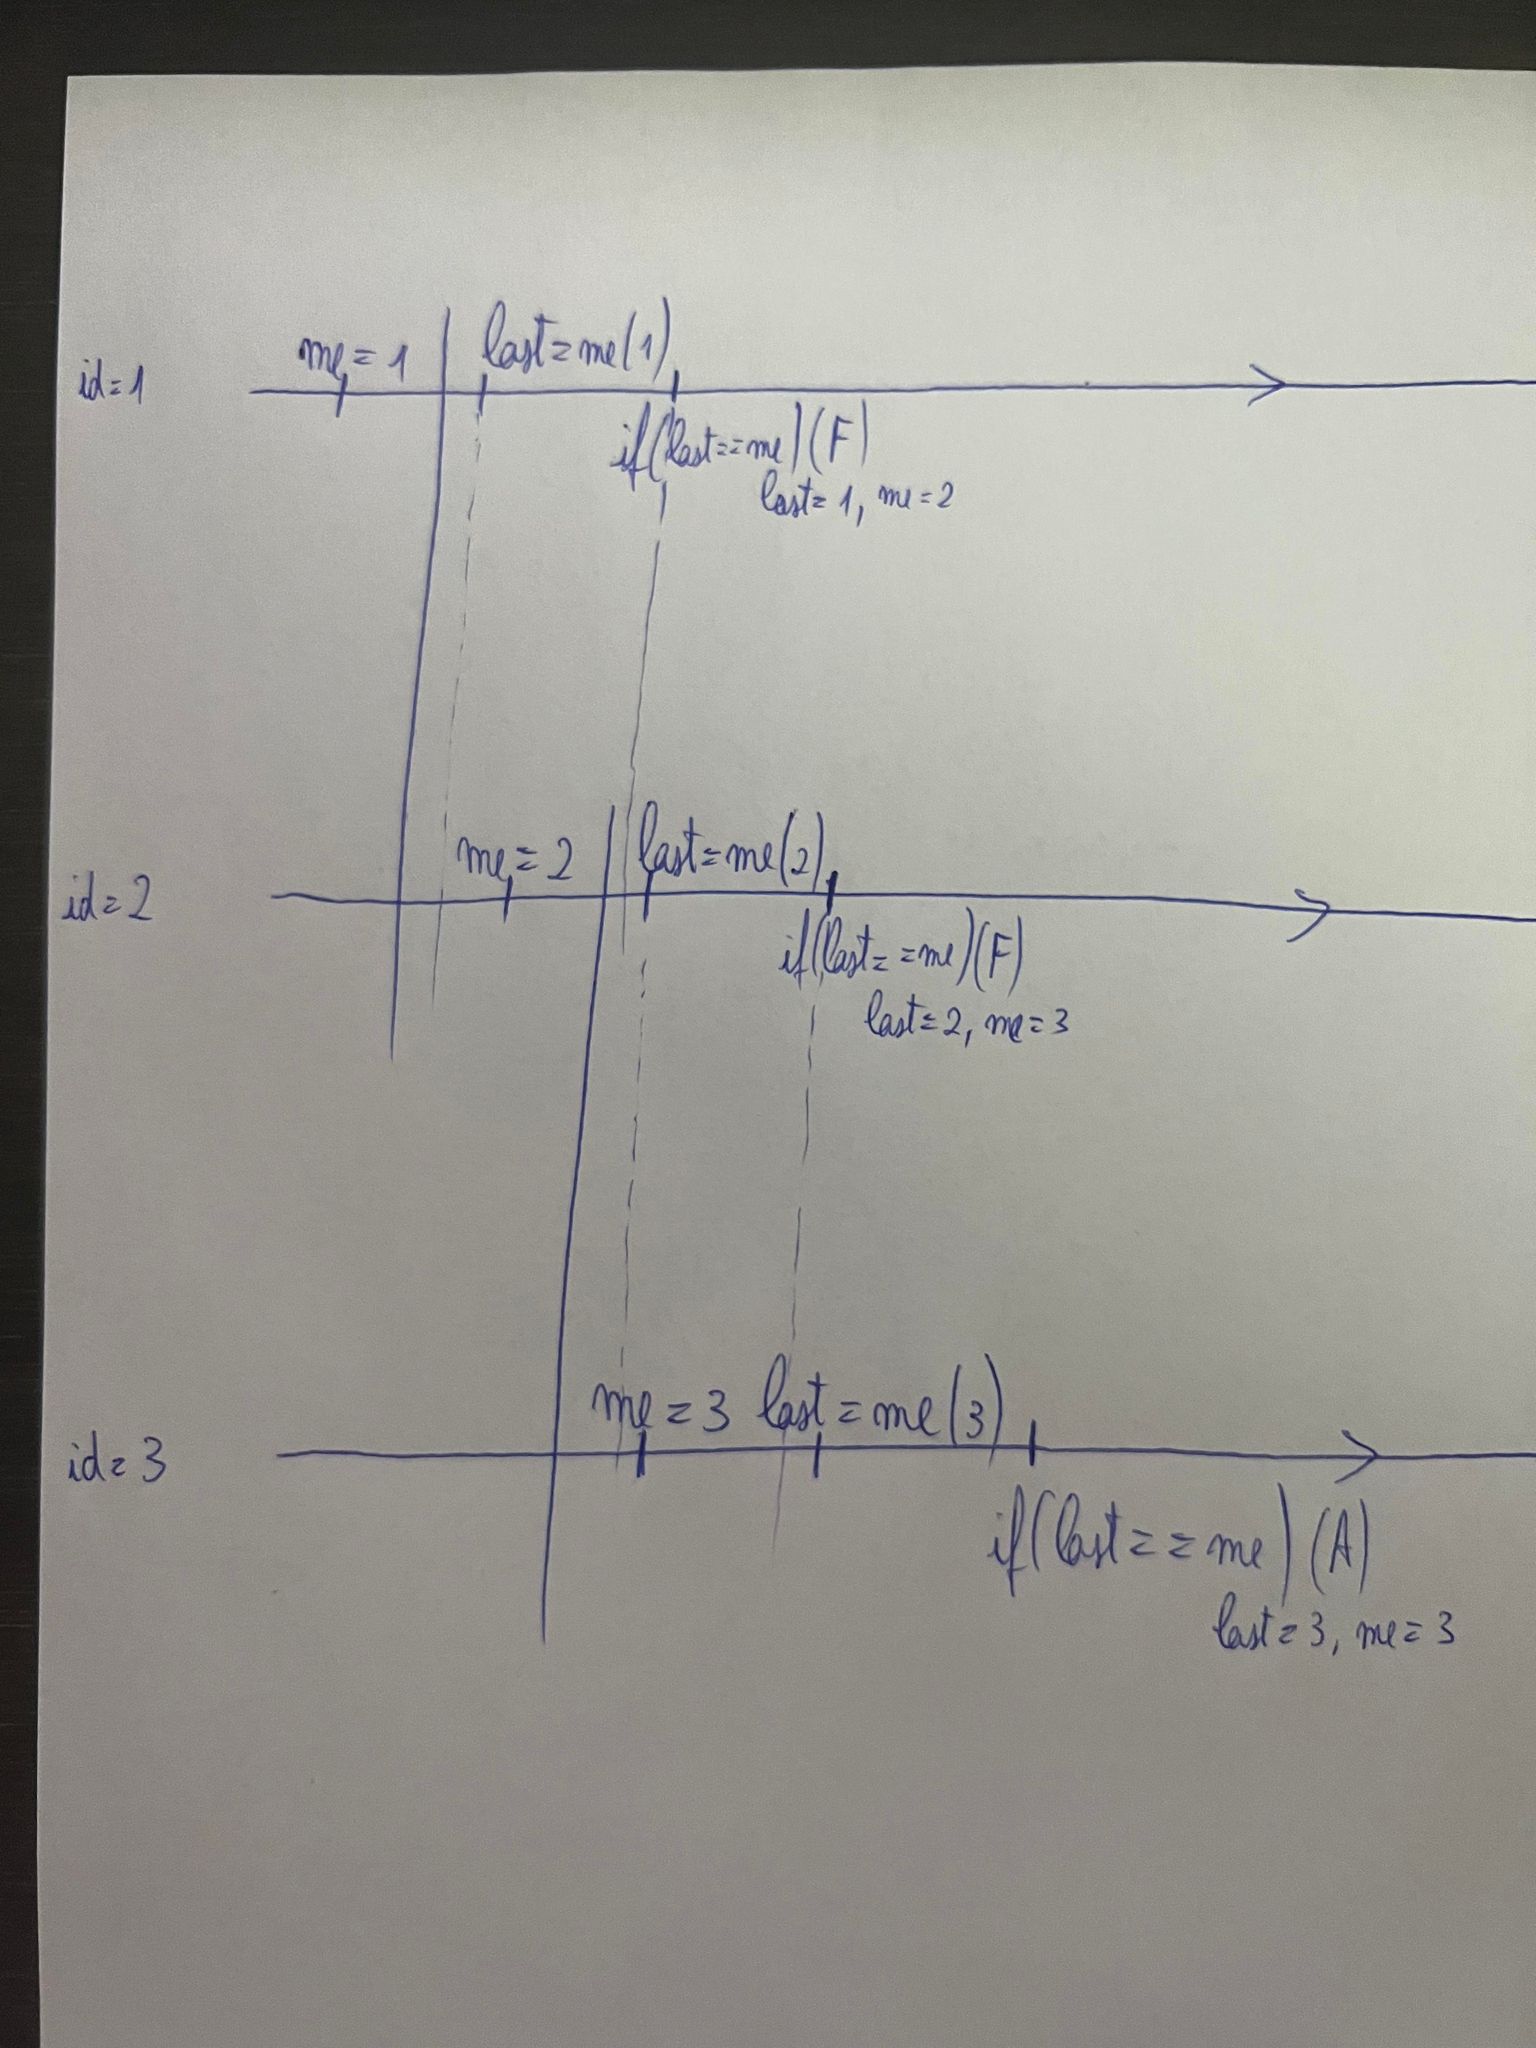 id=1
me=1 last=me(1)
if(last==me)(F)
last=1, me=2
id=2
me=2 last=me(2)
if(last==me)(F)
last=2, me=3
id=3
me=3 last=me(3)
if(last==me)(A)
last=3, me=3